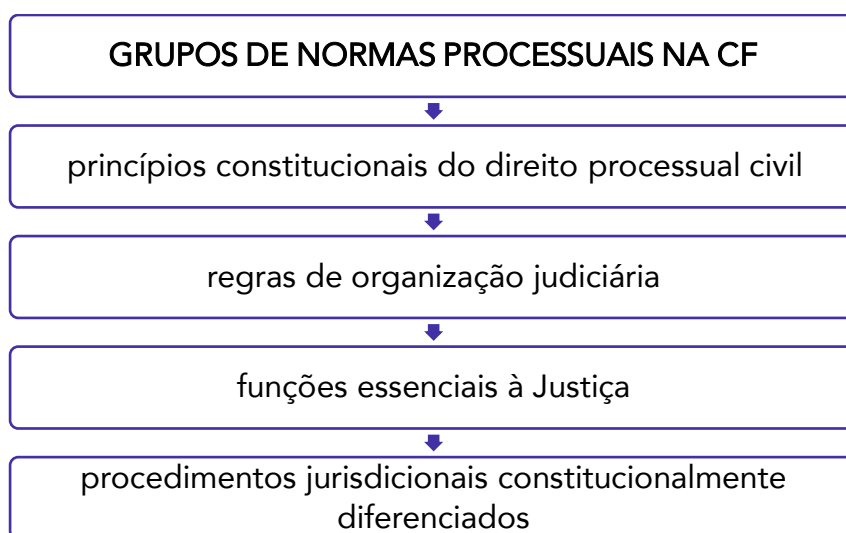 GRUPOS DE NORMAS PROCESSUAIS NA CF
princípios constitucionais do direito processual civil
regras de organização judiciária
funções essenciais à Justiça
procedimentos jurisdicionais constitucionalmente
diferenciados